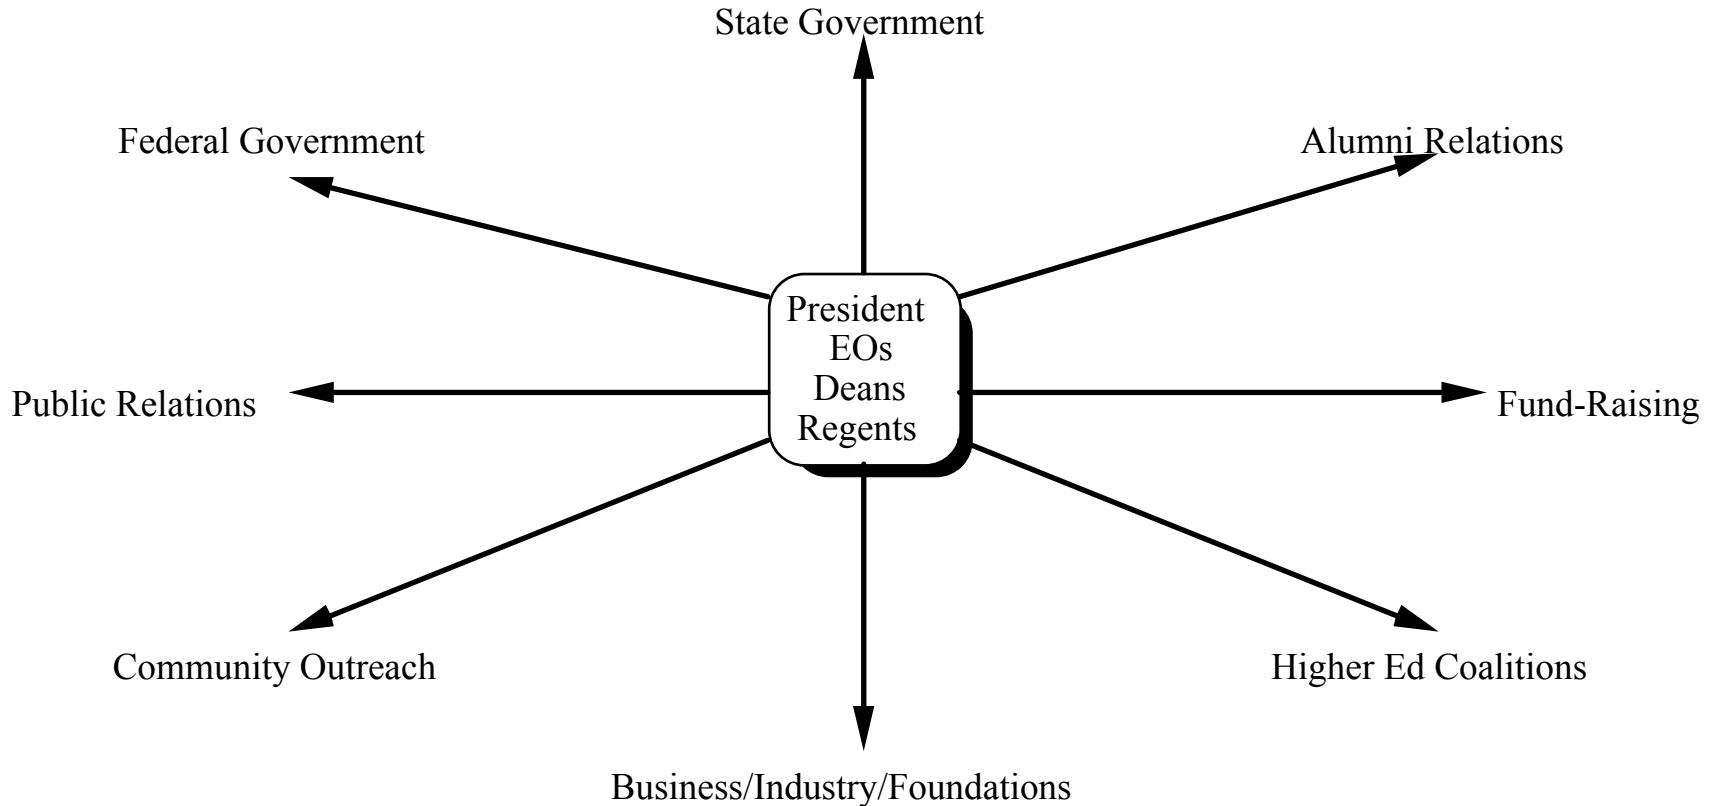 State Government
Federal Government
Alumni Relations
President
EOs
Deans
Regents
Public Relations
Fund-Raising
Community Outreach
Higher Ed Coalitions
Business/Industry/Foundations